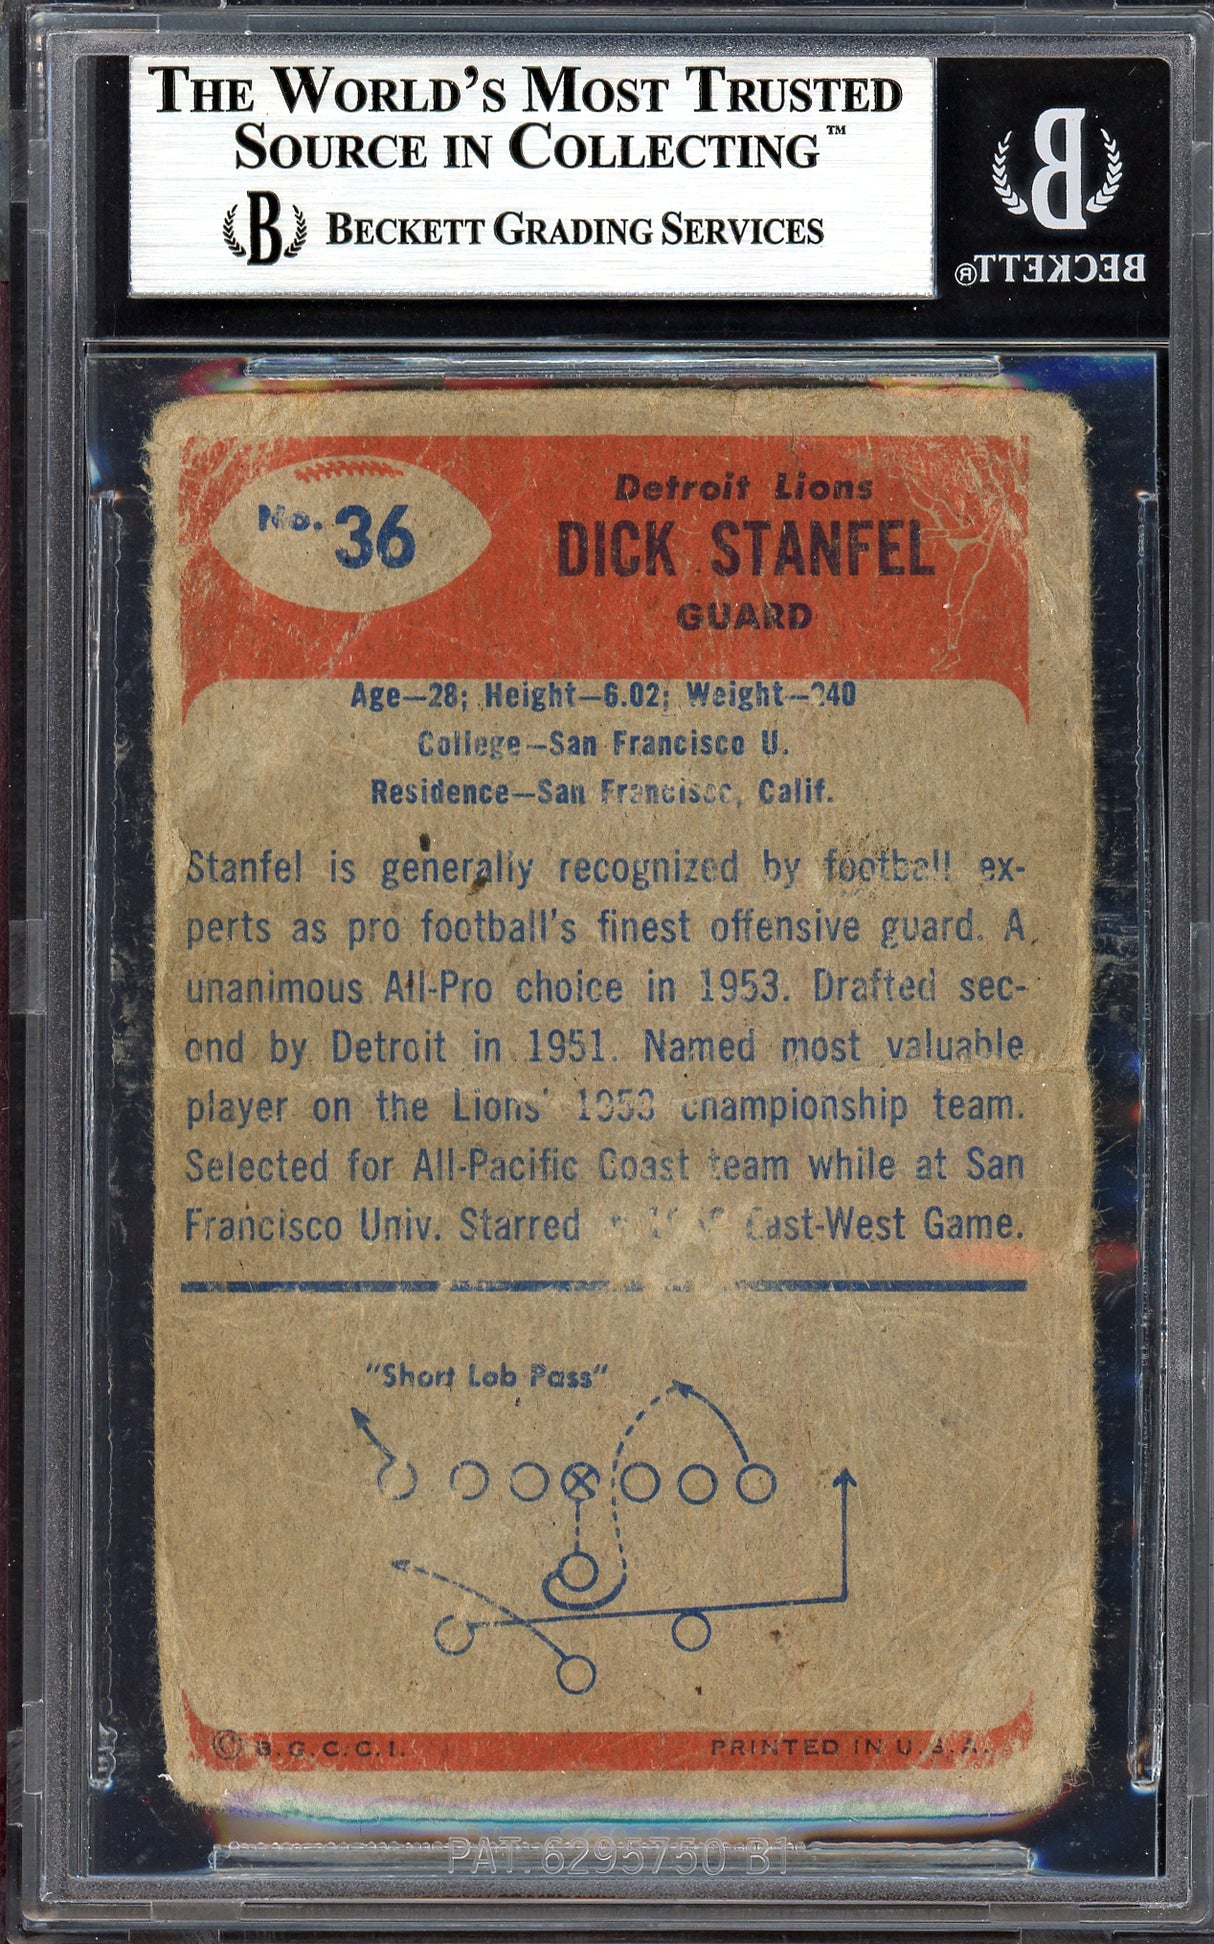 THE WORLD'S MOST TRUSTED
SOURCE IN COLLECTING™
B BECKETT GRADING SERVICES
B
BECKETT®
No. 36
Detroit Lions
DICK STANFEL
GUARD
Age—28; Height—6.02; Weight—240
College—San Francisco U.
Residence—San Francisco, Calif.
Stanfel is generally recognized by football ex-
perts as pro football's finest offensive guard. A
unanimous All-Pro choice in 1953. Drafted sec-
ond by Detroit in 1951. Named most valuable
player on the Lions' 1953 championship team.
Selected for All-Pacific Coast team while at San
Francisco Univ. Starred East-West Game.
"Short Lob Pass"
© B.G.C.C.I.
PRINTED IN U.S.A.
PAT. 6295750 B1